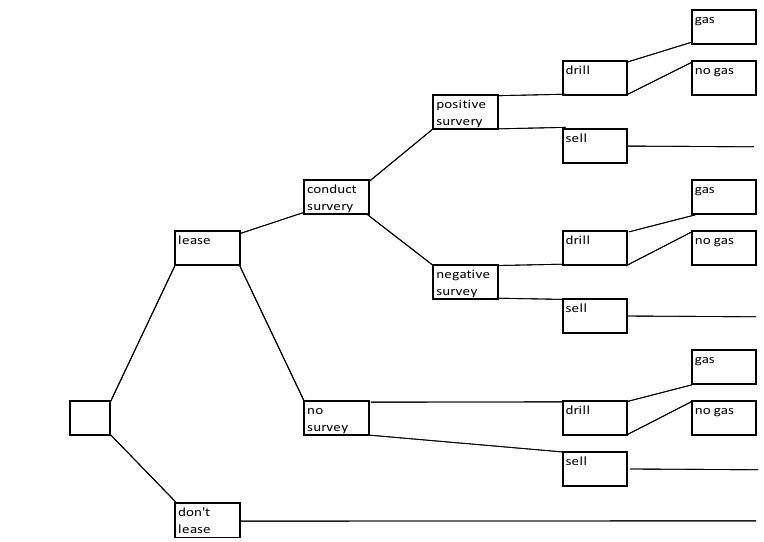 gas
drill
no gas
positive
survery
sell
conduct
survery
gas
lease
drill
no gas
negative
survey
sell
gas
no
survey
drill
no gas
sell
don't
lease